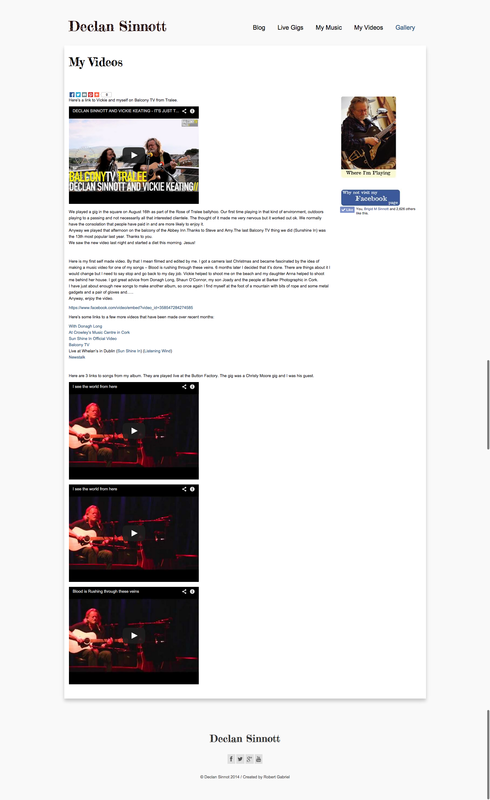 Declan Sinnott
Blog Live Gigs My Music My Videos Gallery
My Videos
Here's a link to Vickie and myself on Balcony TV from Tralee.
DECLAN SINNOTT AND VICKIE KEATING - IT'S JUST T...
BALCONYTV TRALEE
DECLAN SINNOTT AND VICKIE KEATING//
Where I'm Playing
Why not visit my
Facebook
page
We played a gig in the square on August 16th as part of the Rose of Tralee ballyhoo. Our first time playing in that kind of environment, outdoors
playing to a passing and not necessarily all that interested clientele. The thought of it made me very nervous but it worked out ok. We normally
have the consolation that people have paid in and are more likely to enjoy it.
Anyway we played that afternoon on the balcony of the Abbey Inn.Thanks to Steve and Amy.The last Balcony TV thing we did (Sunshine In) was
the 13th most popular last year. Thanks to you.
We saw the new video last night and started a diet this morning. Jesus!
Here is my first self made video. By that I mean filmed and edited by me. I got a camera last Christmas and became fascinated by the idea of
making a music video for one of my songs – Blood is rushing through these veins. 6 months later I decided that it's done. There are things about it I
would change but I need to say stop and go back to my day job. Vickie helped to shoot me on the beach and my daughter Anna helped to shoot
me behind her house. I got great advice from Donagh Long, Shaun O'Connor, my son Juady and the people at Barker Photographic in Cork.
I have just about enough new songs to make another album, so once again I find myself at the foot of a mountain with bits of rope and some metal
gadgets and a pair of gloves and.....
Anyway, enjoy the video.
Here's some links to a few more videos that have been made over recent months:
With Donagh Long
At Crowley's Music Centre in Cork
Sun Shine In Official Video
Balcony TV
Live at Whelan's in Dublin (Sun Shine In) (Listening Wind)
Newstalk
Here are 3 links to songs from my album. They are played live at the Button Factory. The gig was a Christy Moore gig and I was his guest.
I see the world from here
I see the world from here
Blood is Rushing through these veins
Declan Sinnott
© Declan Sinnot 2014 / Created by Robert Gabriel